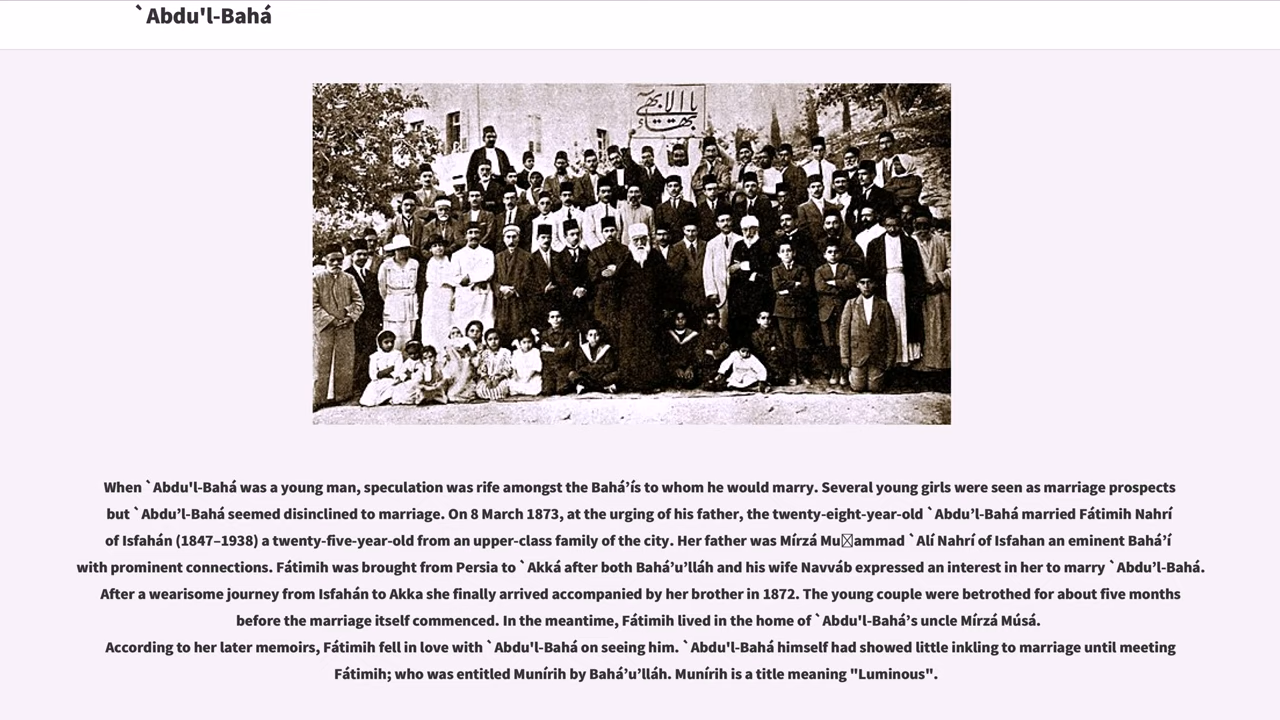 `Abdu'l-Bahá
يا بهاء الابهى
When `Abdu'l-Bahá was a young man, speculation was rife amongst the Bahá’ís to whom he would marry. Several young girls were seen as marriage prospects
but `Abdu’l-Bahá seemed disinclined to marriage. On 8 March 1873, at the urging of his father, the twenty-eight-year-old `Abdu’l-Bahá married Fátimih Nahrí
of Isfahán (1847–1938) a twenty-five-year-old from an upper-class family of the city. Her father was Mírzá Mu▯ammad `Alí Nahrí of Isfahan an eminent Bahá’í
with prominent connections. Fátimih was brought from Persia to `Akká after both Bahá’u’lláh and his wife Navváb expressed an interest in her to marry `Abdu’l-Bahá.
After a wearisome journey from Isfahán to Akka she finally arrived accompanied by her brother in 1872. The young couple were betrothed for about five months
before the marriage itself commenced. In the meantime, Fátimih lived in the home of `Abdu'l-Bahá’s uncle Mírzá Músá.
According to her later memoirs, Fátimih fell in love with `Abdu'l-Bahá on seeing him. `Abdu'l-Bahá himself had showed little inkling to marriage until meeting
Fátimih; who was entitled Munírih by Bahá’u’lláh. Munírih is a title meaning "Luminous".